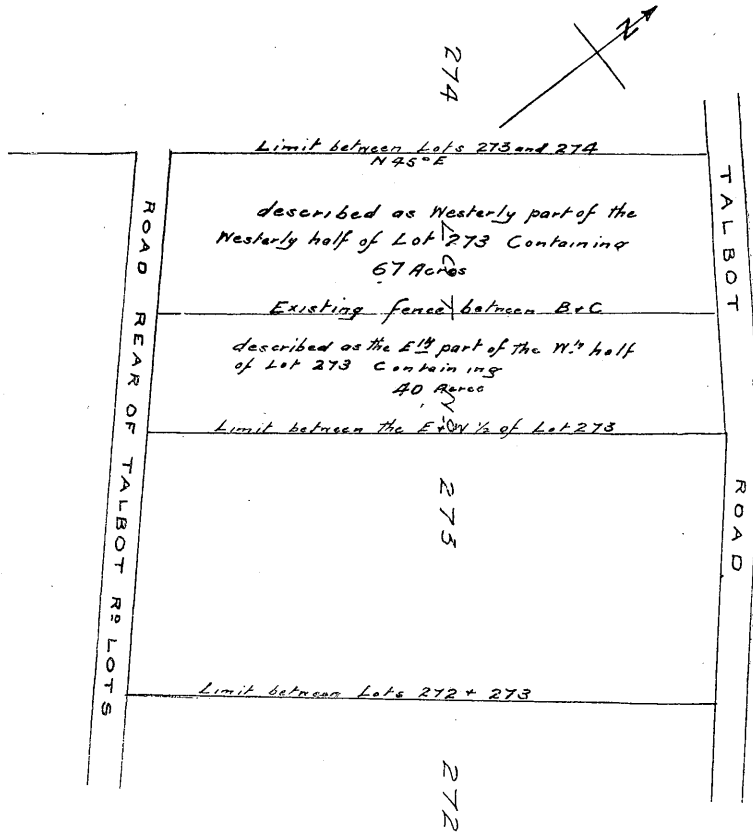 N
274
Limit between Lots 273 and 274
N 45° E
described as Westerly part of the
Westerly half of Lot 273 Containing
67 Acres
Existing fence between B+C
described as the E'ly part of the W'ly half
of Lot 273 Containing
40 Acres
Limit between the E+W ½ of Lot 273
273
Limit between Lots 272 + 273
272
ROAD REAR OF TALBOT RD LOTS
TALBOT
ROAD